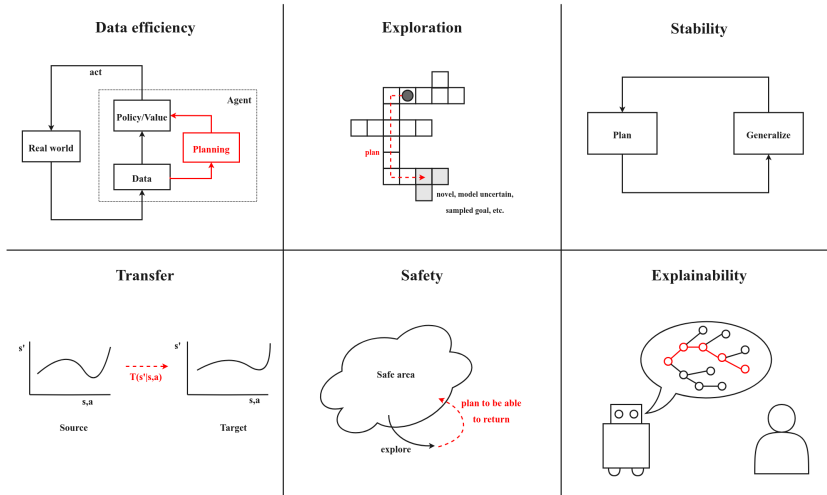 Data efficiency
act
Agent
Policy/Value
Real world
Planning
Data
Exploration
plan
novel, model uncertain,
sampled goal, etc.
Stability
Plan
Generalize
Transfer
s'
s'
T(s'|s,a)
s,a
s,a
Source
Target
Safety
Safe area
plan to be able
to return
explore
Explainability